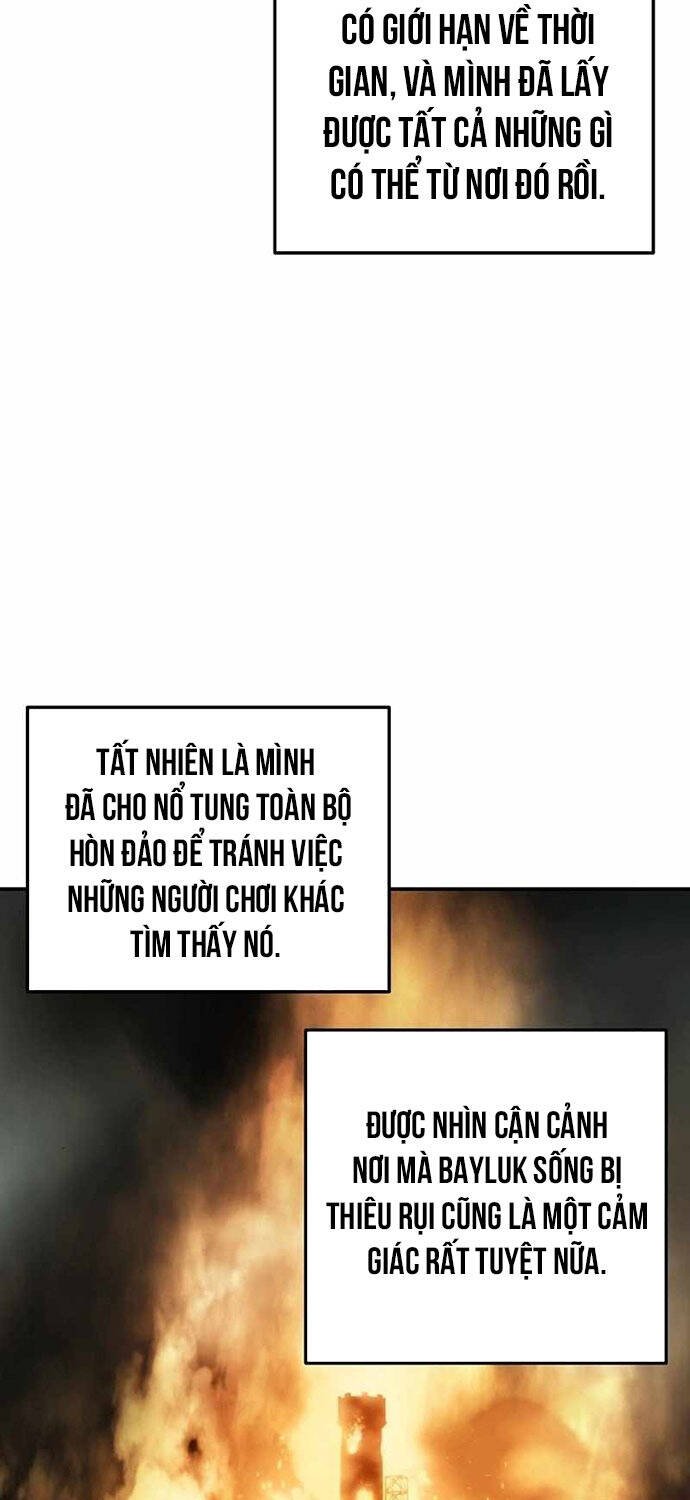 CÓ GIỚI HẠN VỀ THỜI
GIAN, VÀ MÌNH ĐÃ LẤY
ĐƯỢC TẤT CẢ NHỮNG GÌ
CÓ THỂ TỪ NƠI ĐÓ RỒI.
TẤT NHIÊN LÀ MÌNH
ĐÃ CHO NỔ TUNG TOÀN BỘ
HÒN ĐẢO ĐỂ TRÁNH VIỆC
NHỮNG NGƯỜI CHƠI KHÁC
TÌM THẤY NÓ.
ĐƯỢC NHÌN CẬN CẢNH
NƠI MÀ BAYLUK SỐNG BỊ
THIÊU RỤI CŨNG LÀ MỘT CẢM
GIÁC RẤT TUYỆT NỮA.